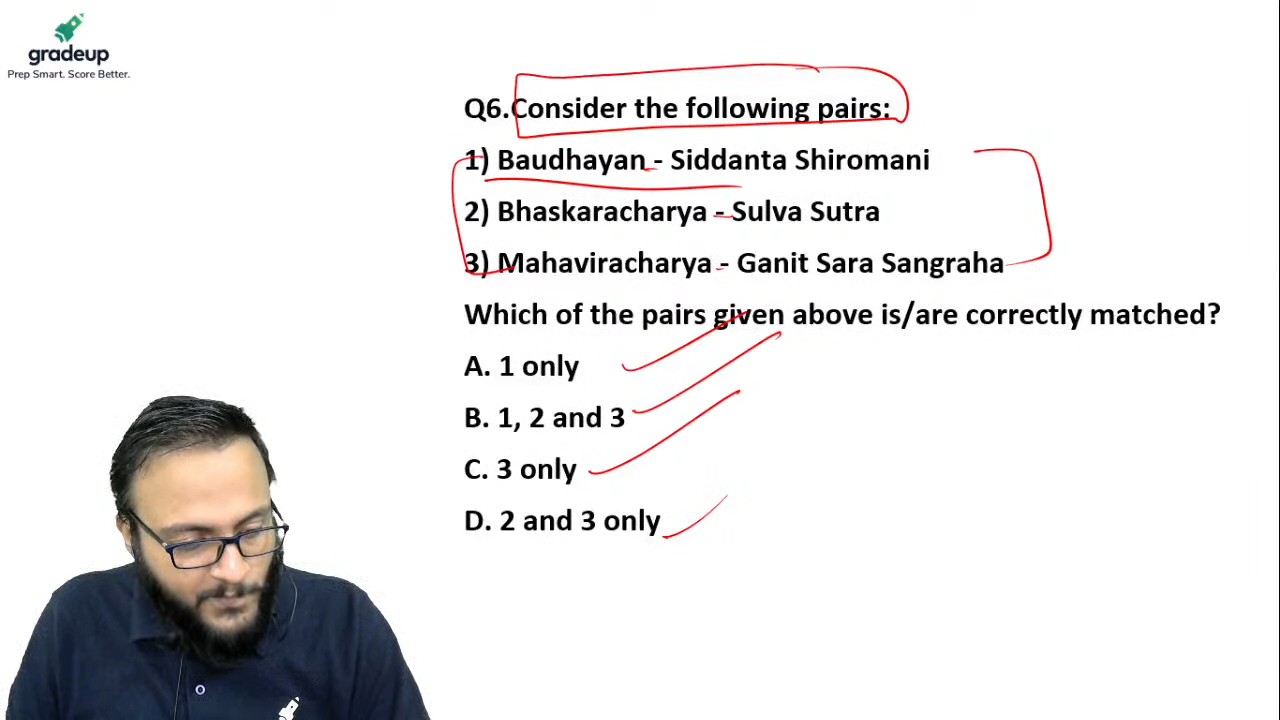 gradeup
Prep Smart. Score Better.
Q6.Consider the following pairs:
1) Baudhayan - Siddanta Shiromani
2) Bhaskaracharya - Sulva Sutra
3) Mahaviracharya - Ganit Sara Sangraha
Which of the pairs given above is/are correctly matched?
A. 1 only
B. 1, 2 and 3
C. 3 only
D. 2 and 3 only